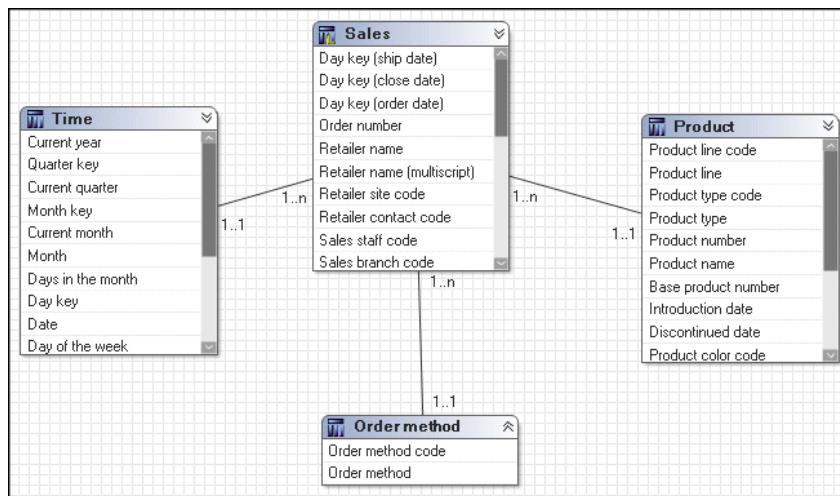 Sales
Day key (ship date)
Day key (close date)
Day key (order date)
Order number
Retailer name
Retailer name (multiscript)
Retailer site code
Retailer contact code
Sales staff code
Sales branch code
Time
Current year
Quarter key
Current quarter
Month key
Current month
Month
Days in the month
Day key
Date
Day of the week
Product
Product line code
Product line
Product type code
Product type
Product number
Product name
Base product number
Introduction date
Discontinued date
Product color code
1..n
1..1
1..n
1..1
1..n
1..1
Order method
Order method code
Order method